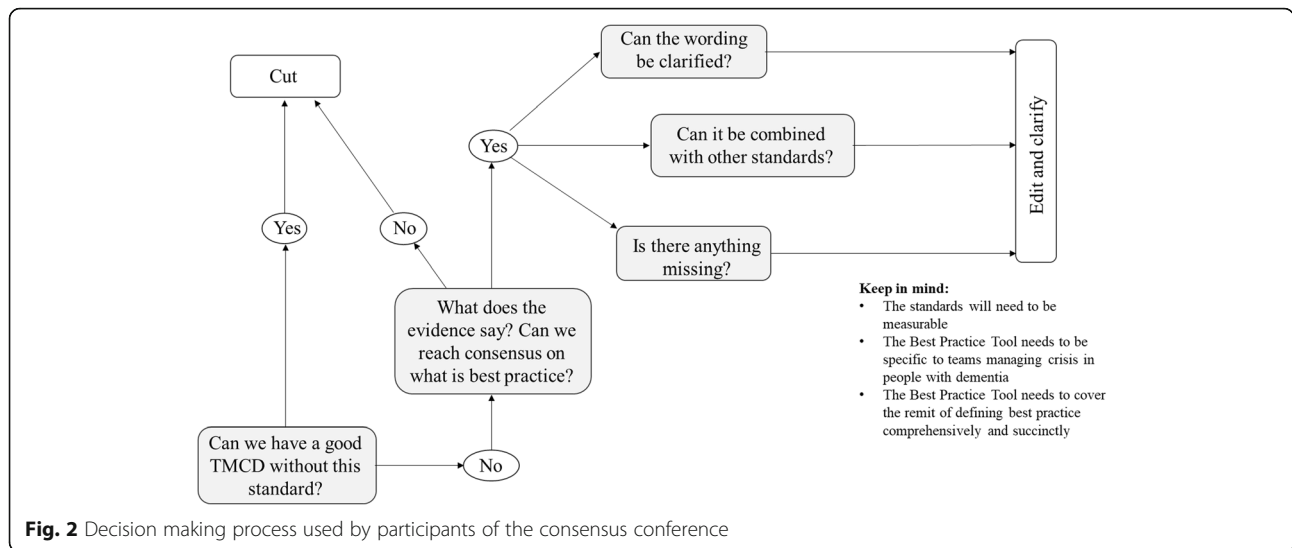 Can the wording
be clarified?
Cut
Yes
Can it be combined
with other standards?
Edit and clarify
Yes
No
Is there anything
missing?
What does the
evidence say? Can we
reach consensus on
what is best practice?
Keep in mind:
• The standards will need to be
measurable
• The Best Practice Tool needs to be
specific to teams managing crisis in
people with dementia
• The Best Practice Tool needs to cover
the remit of defining best practice
comprehensively and succinctly
Can we have a good
TMCD without this
standard?
No
Fig. 2 Decision making process used by participants of the consensus conference